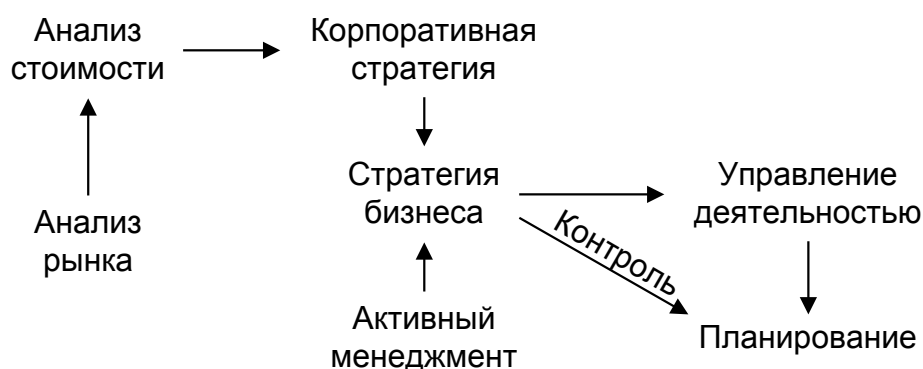 Анализ
стоимости
Корпоративная
стратегия
Стратегия
бизнеса
Управление
деятельностью
Анализ
рынка
Контроль
Активный
менеджмент
Планирование